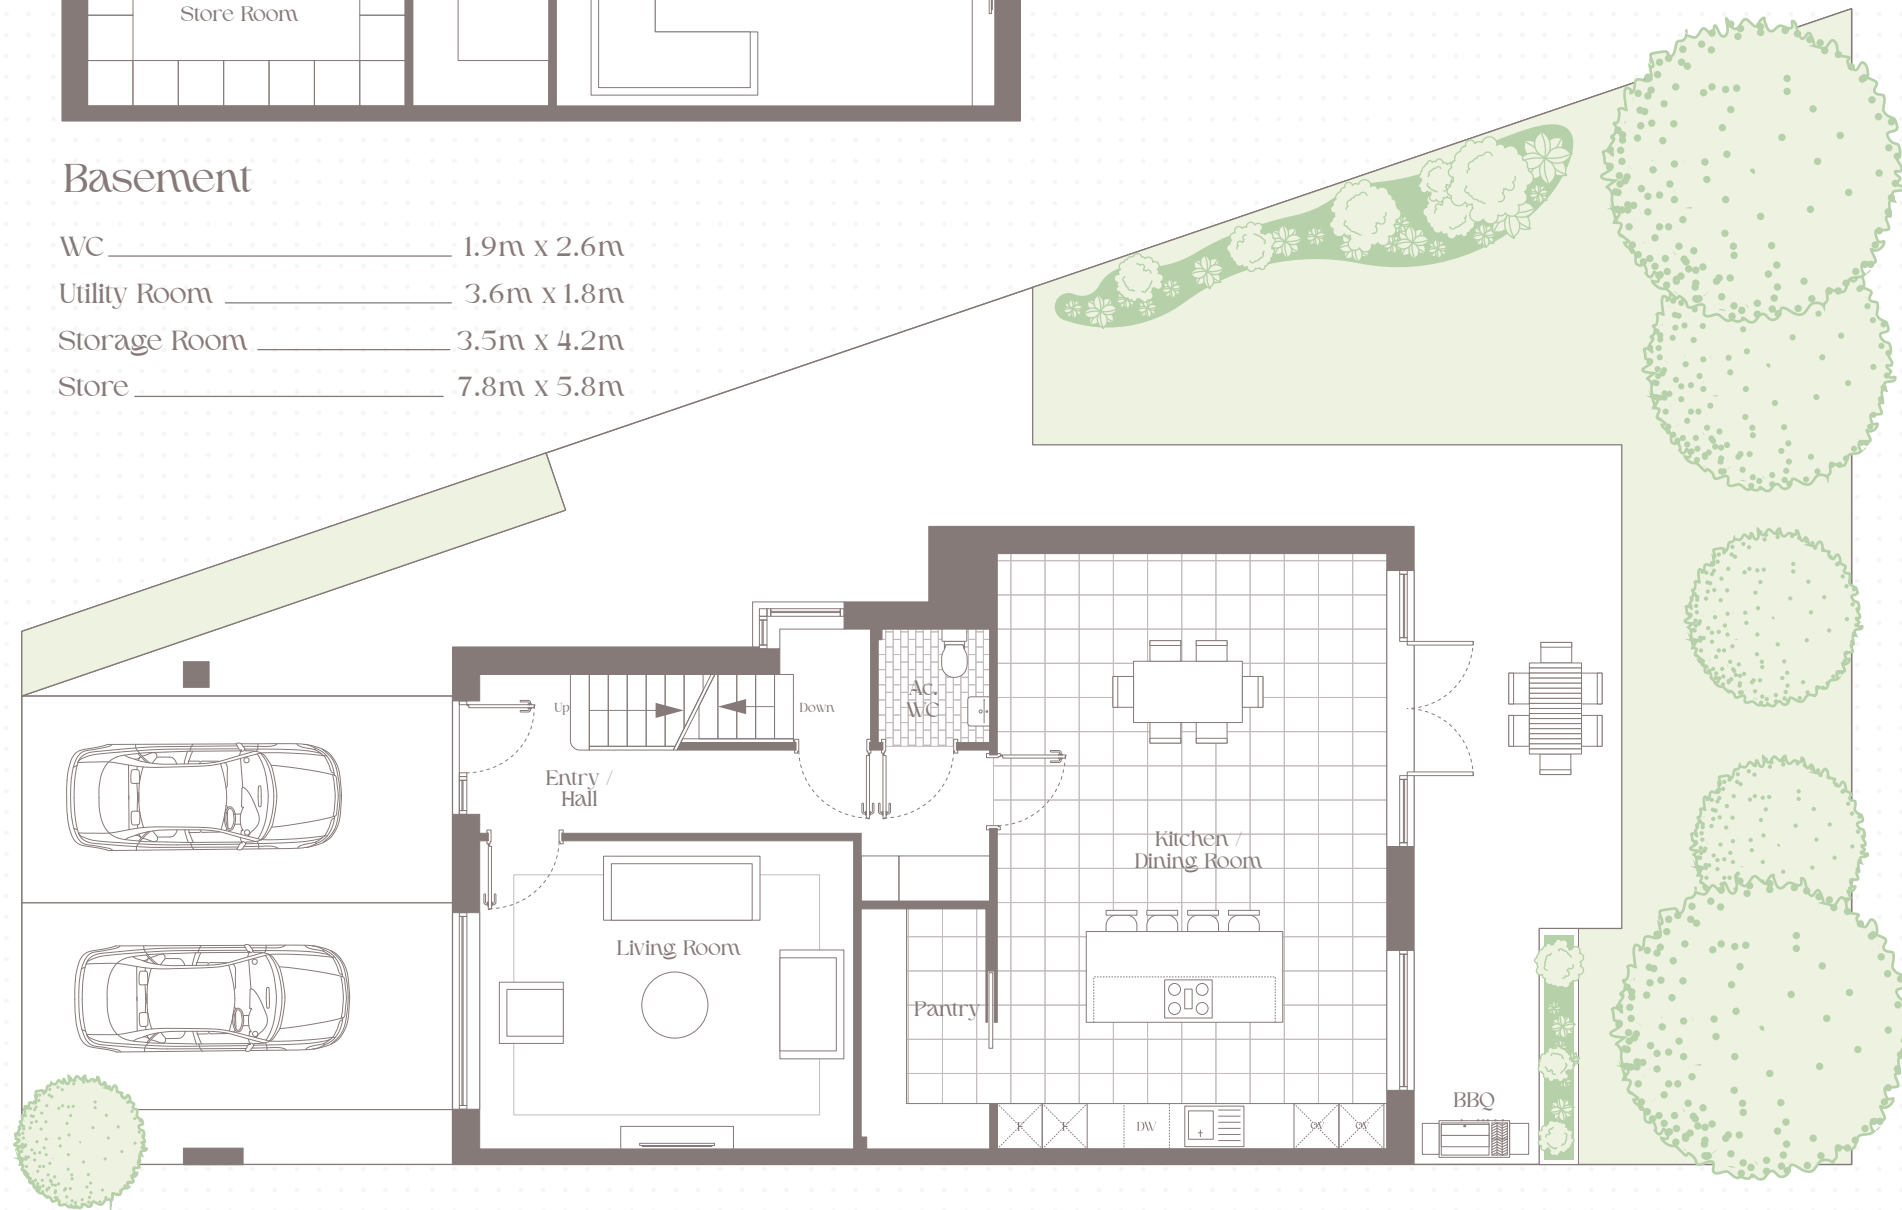 Store Room
Basement
WC 1.9m x 2.6m
Utility Room 3.6m x 1.8m
Storage Room 3.5m x 4.2m
Store 7.8m x 5.8m
Up
Down
Ac.
WC
Entry /
Hall
Kitchen /
Dining Room
Living Room
Pantry
BBQ
F
F
DW
OV
OV